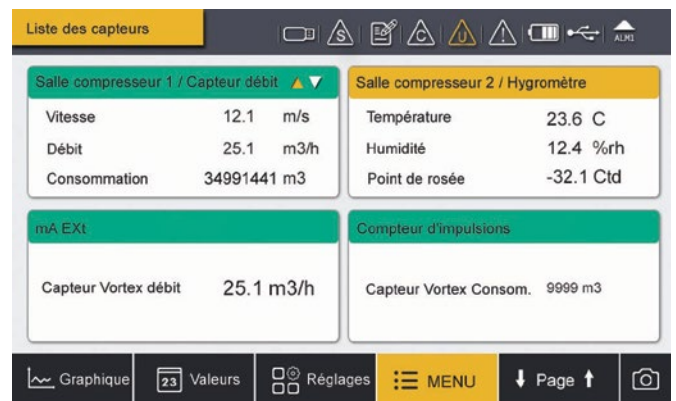 Liste des capteurs
S C U ALM1
Salle compresseur 1 / Capteur débit
Vitesse 12.1 m/s
Débit 25.1 m3/h
Consommation 34991441 m3
Salle compresseur 2 / Hygromètre
Température 23.6 C
Humidité 12.4 %rh
Point de rosée -32.1 Ctd
mA EXt
Capteur Vortex débit 25.1 m3/h
Compteur d'impulsions
Capteur Vortex Consom. 9999 m3
Graphique 23 Valeurs Réglages MENU Page